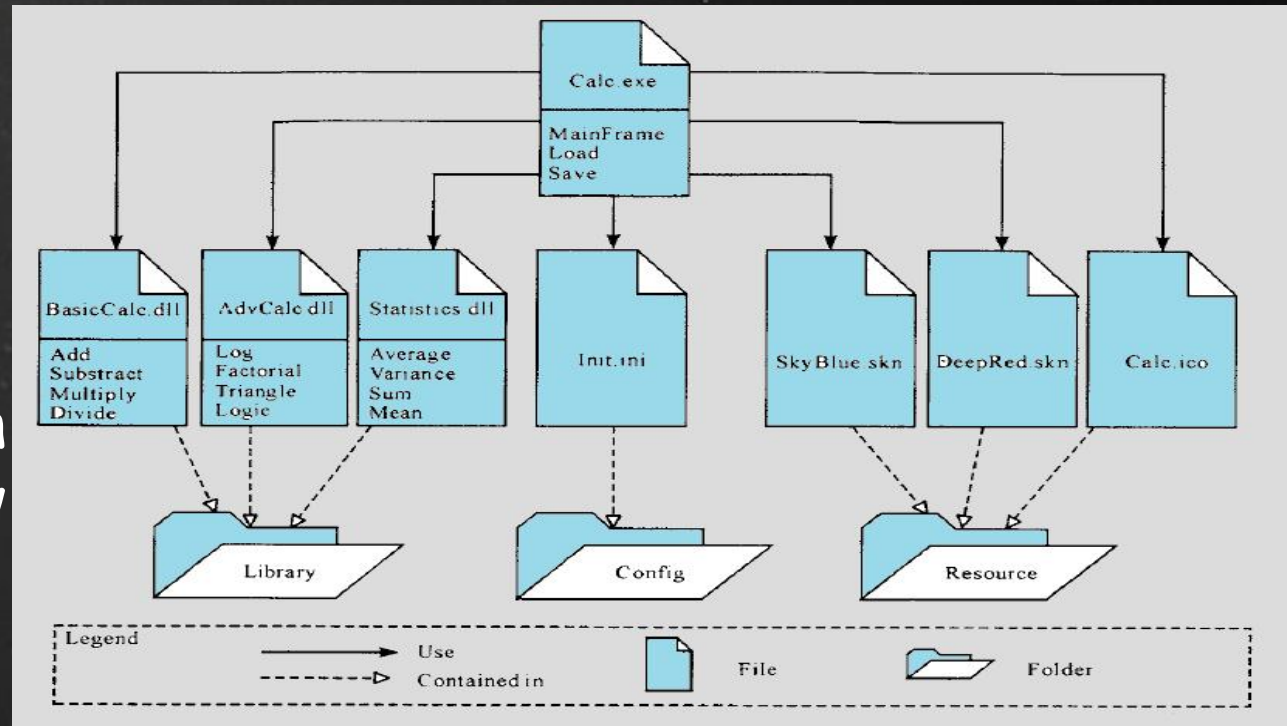 Calc.exe
MainFrame
Load
Save
BasicCalc.dll
Add
Substract
Multiply
Divide
AdvCalc.dll
Log
Factorial
Triangle
Logic
Statistics.dll
Average
Variance
Sum
Mean
Init.ini
SkyBlue.skn
DeepRed.skn
Calc.ico
Library
Config
Resource
Legend
Use
Contained in
File
Folder